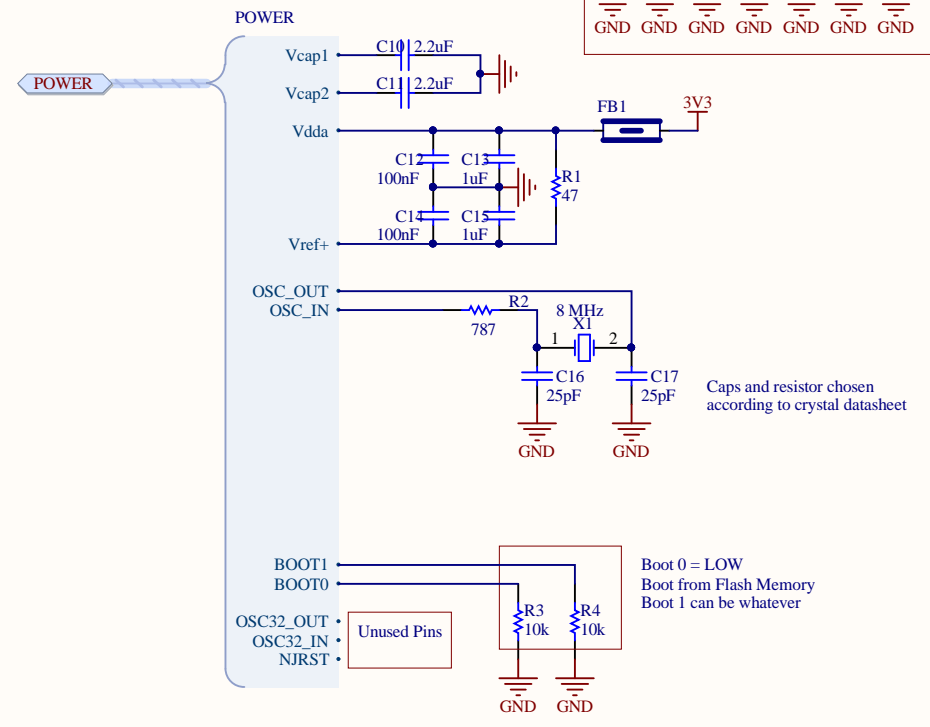 GND GND GND GND GND GND GND
POWER
POWER
Vcap1
C10 2.2uF
Vcap2
C11 2.2uF
Vdda
FB1
3V3
C12
100nF
C13
1uF
R1
47
C14
100nF
C15
1uF
Vref+
OSC_OUT
OSC_IN
R2
787
8 MHz
X1
1
2
C16
25pF
C17
25pF
GND
GND
Caps and resistor chosen
according to crystal datasheet
BOOT1
BOOT0
R3
10k
R4
10k
GND
GND
Boot 0 = LOW
Boot from Flash Memory
Boot 1 can be whatever
OSC32_OUT
OSC32_IN
NJRST
Unused Pins